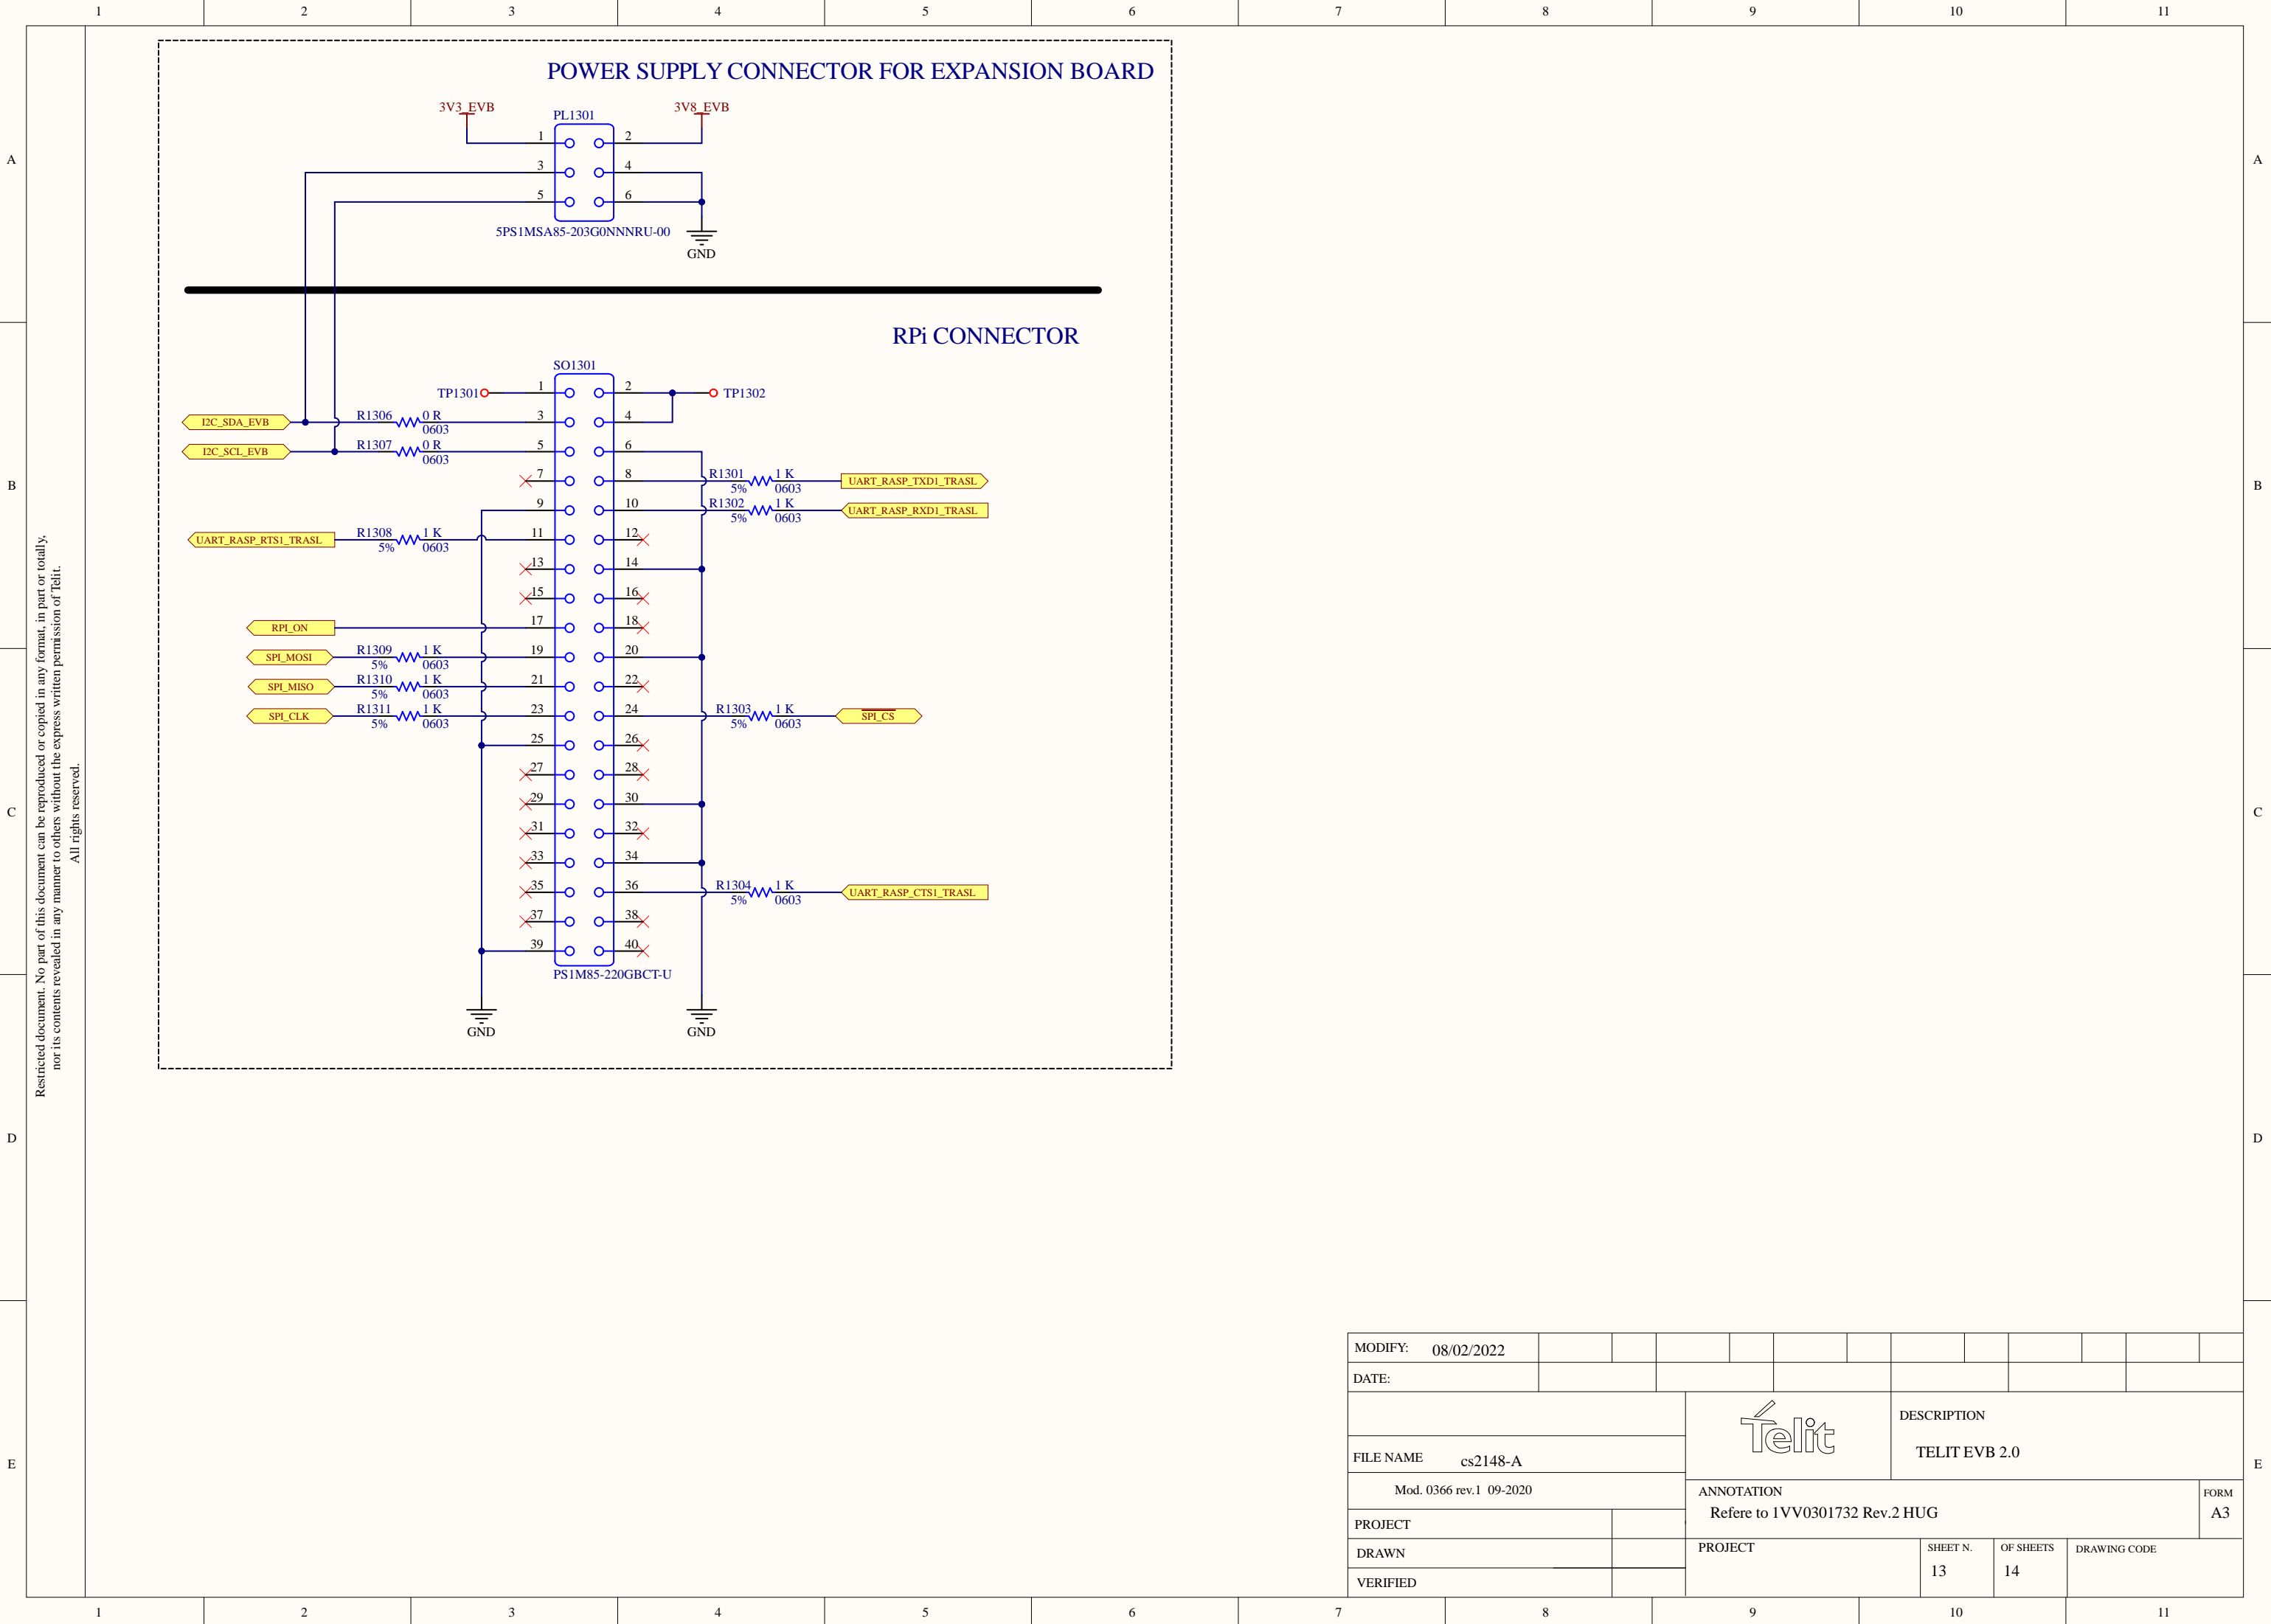 1 2 3 4 5 6 7 8 9 10 11
POWER SUPPLY CONNECTOR FOR EXPANSION BOARD
3V3_EVB 3V8_EVB
PL1301
1 2
3 4
5 6
5PS1MSA85-203G0NNNRU-00
GND
RPi CONNECTOR
SO1301
TP1301 1 2 TP1302
I2C_SDA_EVB R1306 0 R 0603 3 4
I2C_SCL_EVB R1307 0 R 0603 5 6
7 8 R1301 5% 1 K 0603 UART_RASP_TXD1_TRASL
9 10 R1302 5% 1 K 0603 UART_RASP_RXD1_TRASL
UART_RASP_RTS1_TRASL R1308 5% 1 K 0603 11 12
13 14
15 16
RPI_ON 17 18
SPI_MOSI R1309 5% 1 K 0603 19 20
SPI_MISO R1310 5% 1 K 0603 21 22
SPI_CLK R1311 5% 1 K 0603 23 24 R1303 5% 1 K 0603 SPI_CS
25 26
27 28
29 30
31 32
33 34
35 36 R1304 5% 1 K 0603 UART_RASP_CTS1_TRASL
37 38
39 40
PS1M85-220GBCT-U
GND GND
A A
B B
C C
D D
E E
Restricted document. No part of this document can be reproduced or copied in any format, in part or totally,
nor its contents revealed in any manner to others without the express written permission of Telit.
All rights reserved.
MODIFY: 08/02/2022
DATE:
Telit
DESCRIPTION
TELIT EVB 2.0
FILE NAME cs2148-A
Mod. 0366 rev.1 09-2020
ANNOTATION
Refere to 1VV0301732 Rev.2 HUG
FORM
A3
PROJECT
DRAWN
VERIFIED
PROJECT
SHEET N.
13
OF SHEETS
14
DRAWING CODE
1 2 3 4 5 6 7 8 9 10 11